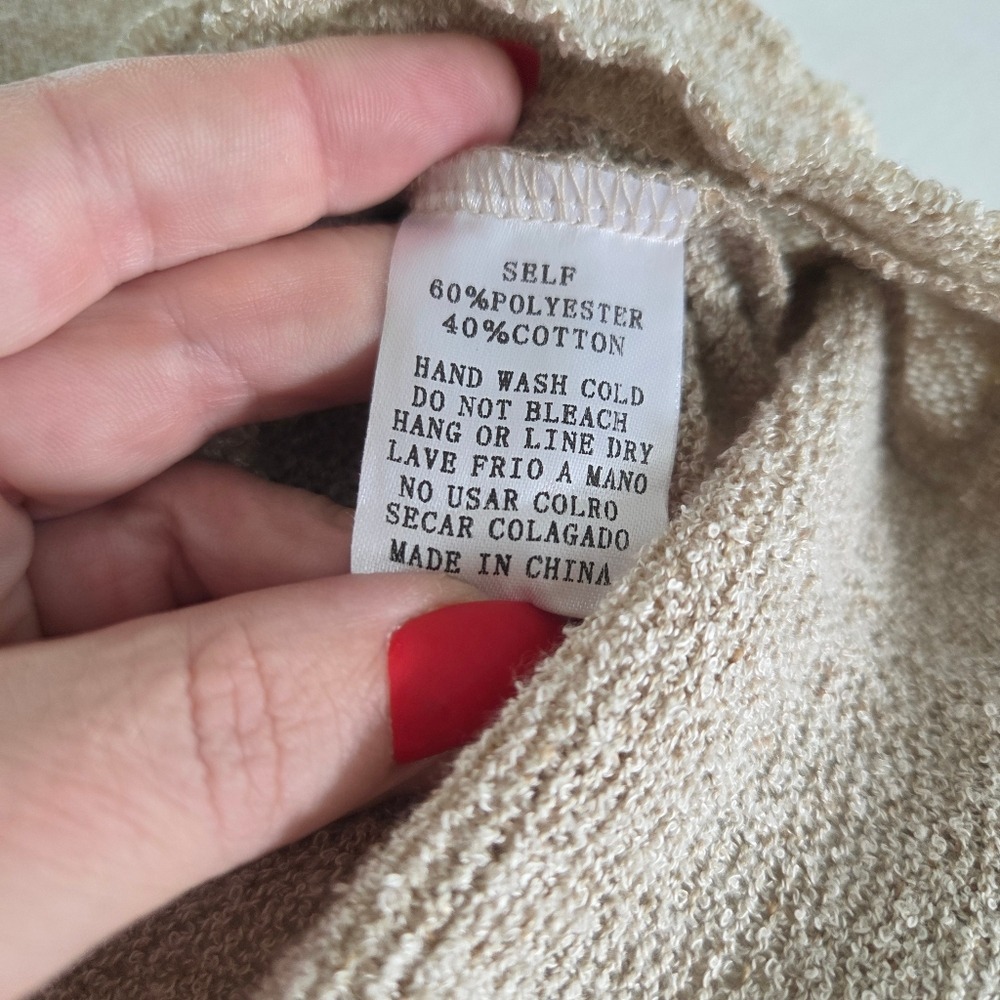 SELF
60%POLYESTER
40%COTTON
HAND WASH COLD
DO NOT BLEACH
HANG OR LINE DRY
LAVE FRIO A MANO
NO USAR COLRO
SECAR COLAGADO
MADE IN CHINA